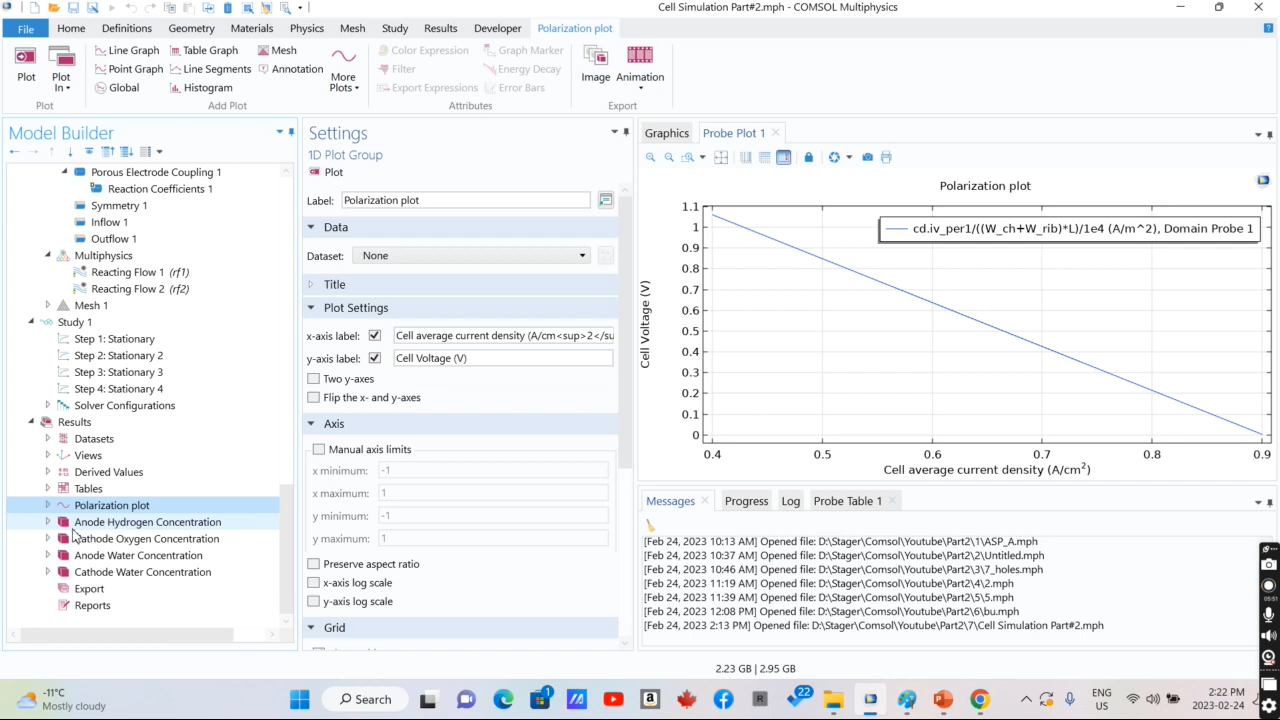 Cell Simulation Part#2.mph - COMSOL Multiphysics
File Home Definitions Geometry Materials Physics Mesh Study Results Developer Polarization plot
Plot
Plot In
Line Graph Table Graph Mesh
Point Graph Line Segments Annotation
Global Histogram
More Plots
Color Expression Graph Marker
Filter Energy Decay
Export Expressions Error Bars
Image Animation
Plot Add Plot Attributes Export
Model Builder
Porous Electrode Coupling 1
Reaction Coefficients 1
Symmetry 1
Inflow 1
Outflow 1
Multiphysics
Reacting Flow 1 (rf1)
Reacting Flow 2 (rf2)
Mesh 1
Study 1
Step 1: Stationary
Step 2: Stationary 2
Step 3: Stationary 3
Step 4: Stationary 4
Solver Configurations
Results
Datasets
Views
Derived Values
Tables
Polarization plot
Anode Hydrogen Concentration
Cathode Oxygen Concentration
Anode Water Concentration
Cathode Water Concentration
Export
Reports
Settings
1D Plot Group
Plot
Label: Polarization plot
Data
Dataset: None
Title
Plot Settings
x-axis label: Cell average current density (A/cm<sup>2</su
y-axis label: Cell Voltage (V)
Two y-axes
Flip the x- and y-axes
Axis
Manual axis limits
x minimum: -1
x maximum: 1
y minimum: -1
y maximum: 1
Preserve aspect ratio
x-axis log scale
y-axis log scale
Grid
Graphics Probe Plot 1
Polarization plot
cd.iv_per1/((W_ch+W_rib)*L)/1e4 (A/m^2), Domain Probe 1
Cell Voltage (V)
1.1
1
0.9
0.8
0.7
0.6
0.5
0.4
0.3
0.2
0.1
0
0.4 0.5 0.6 0.7 0.8 0.9
Cell average current density (A/cm²)
Messages Progress Log Probe Table 1
[Feb 24, 2023 10:13 AM] Opened file: D:\Stager\Comsol\Youtube\Part2\1\ASP_A.mph
[Feb 24, 2023 10:37 AM] Opened file: D:\Stager\Comsol\Youtube\Part2\2\Untitled.mph
[Feb 24, 2023 10:46 AM] Opened file: D:\Stager\Comsol\Youtube\Part2\3\7_holes.mph
[Feb 24, 2023 11:19 AM] Opened file: D:\Stager\Comsol\Youtube\Part2\4\2.mph
[Feb 24, 2023 11:39 AM] Opened file: D:\Stager\Comsol\Youtube\Part2\5\5.mph
[Feb 24, 2023 12:08 PM] Opened file: D:\Stager\Comsol\Youtube\Part2\6\bu.mph
[Feb 24, 2023 2:13 PM] Opened file: D:\Stager\Comsol\Youtube\Part2\7\Cell Simulation Part#2.mph
05:51
2.23 GB | 2.95 GB
-11°C
Mostly cloudy
Search
1
22
ENG
US
2:22 PM
2023-02-24